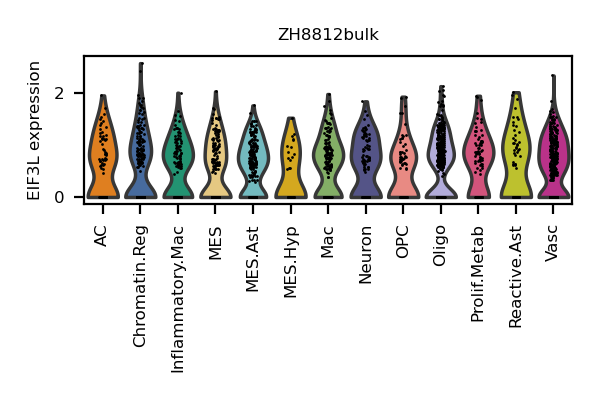 ZH8812bulk
EIF3L expression
2
0
AC
Chromatin.Reg
Inflammatory.Mac
MES
MES.Ast
MES.Hyp
Mac
Neuron
OPC
Oligo
Prolif.Metab
Reactive.Ast
Vasc